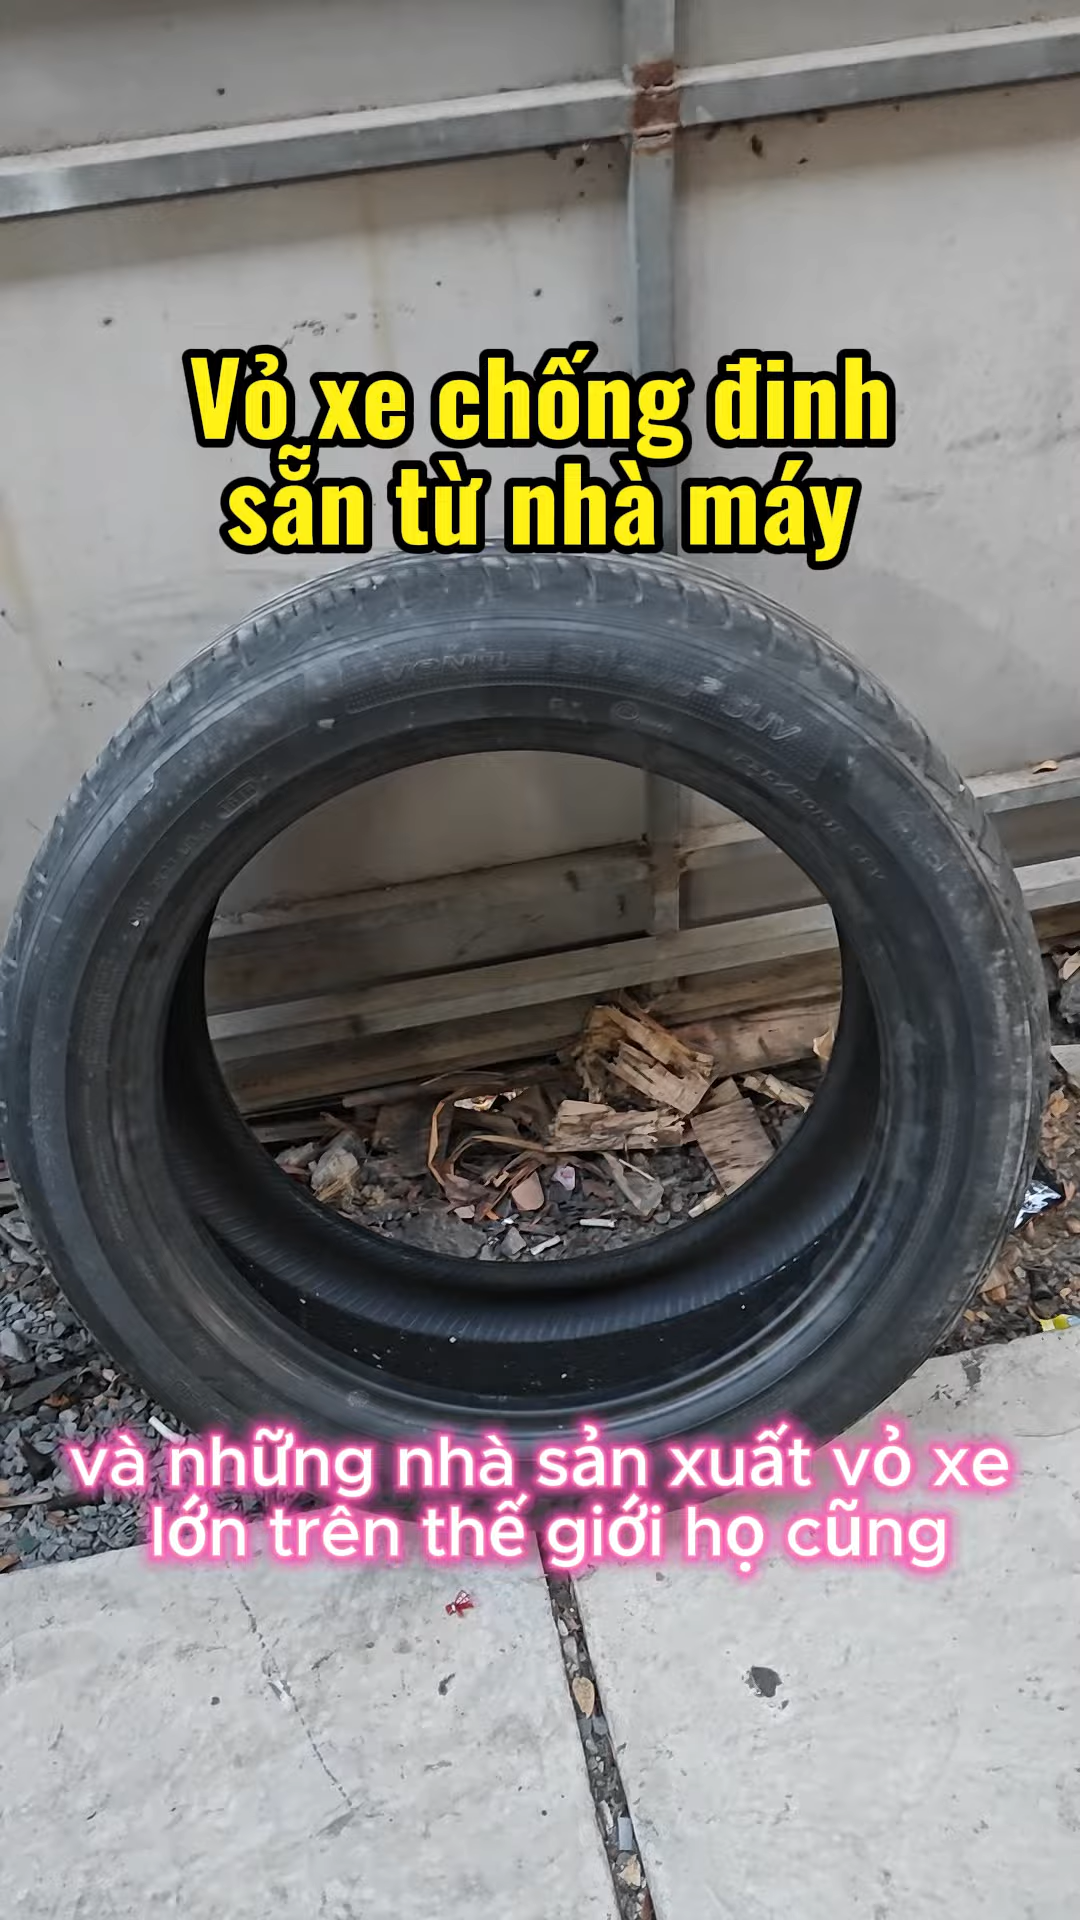 Vỏ xe chống đinh
sẵn từ nhà máy
SUV
và những nhà sản xuất vỏ xe
lớn trên thế giới họ cũng